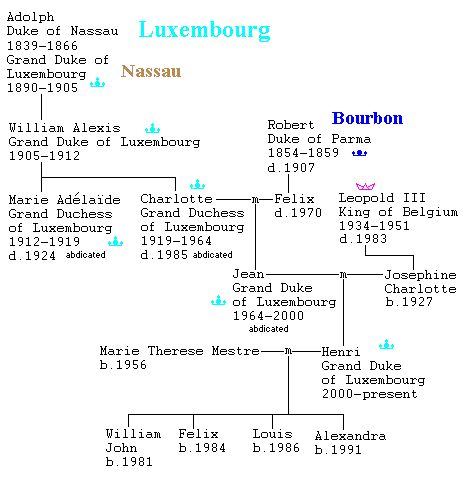 Adolph
Duke of Nassau
1839-1866
Grand Duke of
Luxembourg
1890-1905
Luxembourg
Nassau
William Alexis
Grand Duke of Luxembourg
1905-1912
Bourbon
Robert
Duke of Parma
1854-1859
d.1907
Marie Adélaïde
Grand Duchess
of Luxembourg
1912-1919
d.1924 abdicated
Charlotte
Grand Duchess
of Luxembourg
1919-1964
d.1985 abdicated
m
Felix
d.1970
Leopold III
King of Belgium
1934-1951
d.1983
Jean
Grand Duke
of Luxembourg
1964-2000
abdicated
m
Josephine
Charlotte
b.1927
Marie Therese Mestre
b.1956
m
Henri
Grand Duke
of Luxembourg
2000-present
William
John
b.1981
Felix
b.1984
Louis
b.1986
Alexandra
b.1991